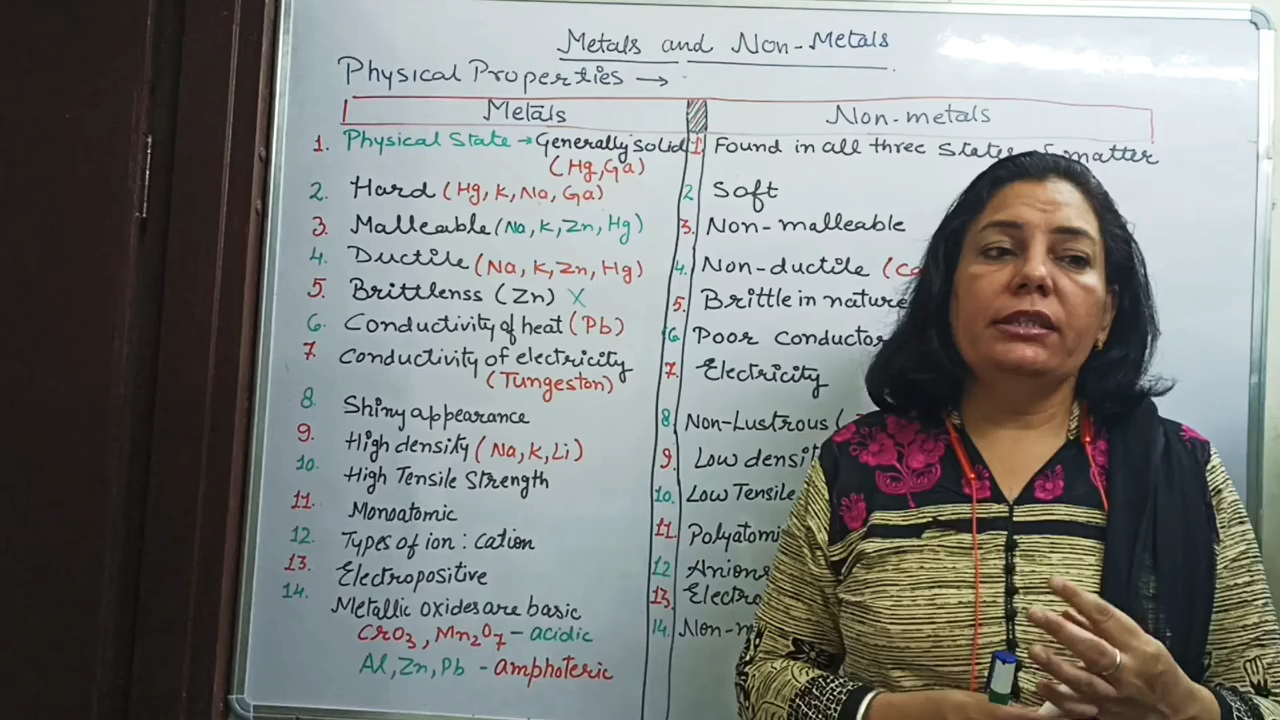 Metals and Non-Metals
Physical Properties →
Metals
Non-metals
1. Physical State → Generally solid
(Hg, Ga)
2. Hard (Hg, K, Na, Ga)
3. Malleable (Na, K, Zn, Hg)
4. Ductile (Na, K, Zn, Hg)
5. Brittlenss (Zn) X
6. Conductivity of heat (Pb)
7. Conductivity of electricity
(Tungeston)
8. Shiny appearance
9. High density (Na, K, Li)
10. High Tensile Strength
11. Monoatomic
12. Types of ion : cation
13. Electropositive
14. Metallic oxides are basic
CrO3, Mn2O7 - acidic
Al, Zn, Pb - amphoteric
1. Found in all three States of matter
2 Soft
3. Non-malleable
4. Non-ductile
5. Brittle in nature
6 Poor conductor
7. Electricity
8. Non-Lustrous
9. Low densit
10. Low Tensile
11. Polyatomi
12 Anions
13. Electro
14. Non-m